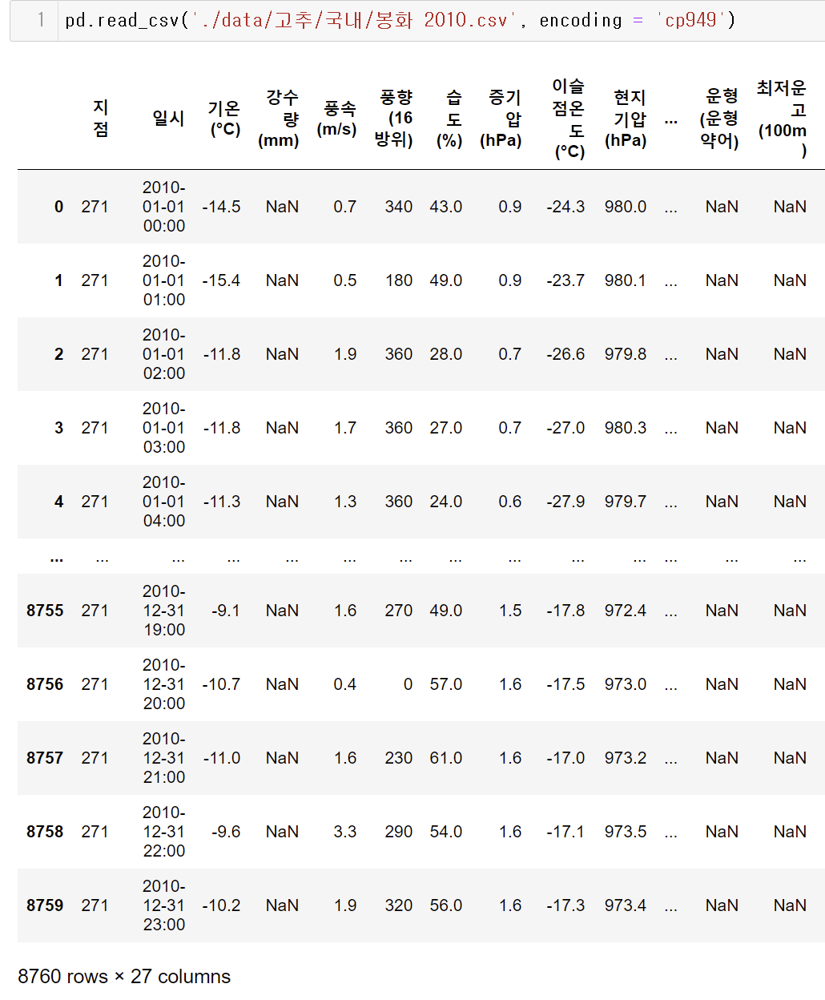 1 pd.read_csv('./data/고추/국내/봉화 2010.csv', encoding = 'cp949')
지점 일시 기온(°C) 강수량(mm) 풍속(m/s) 풍향(16방위) 습도(%) 증기압(hPa) 이슬점온도(°C) 현지기압(hPa) ... 운형(운형약어) 최저운고(100m)
0 271 2010-01-01 00:00 -14.5 NaN 0.7 340 43.0 0.9 -24.3 980.0 ... NaN NaN
1 271 2010-01-01 01:00 -15.4 NaN 0.5 180 49.0 0.9 -23.7 980.1 ... NaN NaN
2 271 2010-01-01 02:00 -11.8 NaN 1.9 360 28.0 0.7 -26.6 979.8 ... NaN NaN
3 271 2010-01-01 03:00 -11.8 NaN 1.7 360 27.0 0.7 -27.0 980.3 ... NaN NaN
4 271 2010-01-01 04:00 -11.3 NaN 1.3 360 24.0 0.6 -27.9 979.7 ... NaN NaN
... ... ... ... ... ... ... ... ... ... ... ... ... ...
8755 271 2010-12-31 19:00 -9.1 NaN 1.6 270 49.0 1.5 -17.8 972.4 ... NaN NaN
8756 271 2010-12-31 20:00 -10.7 NaN 0.4 0 57.0 1.6 -17.5 973.0 ... NaN NaN
8757 271 2010-12-31 21:00 -11.0 NaN 1.6 230 61.0 1.6 -17.0 973.2 ... NaN NaN
8758 271 2010-12-31 22:00 -9.6 NaN 3.3 290 54.0 1.6 -17.1 973.5 ... NaN NaN
8759 271 2010-12-31 23:00 -10.2 NaN 1.9 320 56.0 1.6 -17.3 973.4 ... NaN NaN
8760 rows × 27 columns